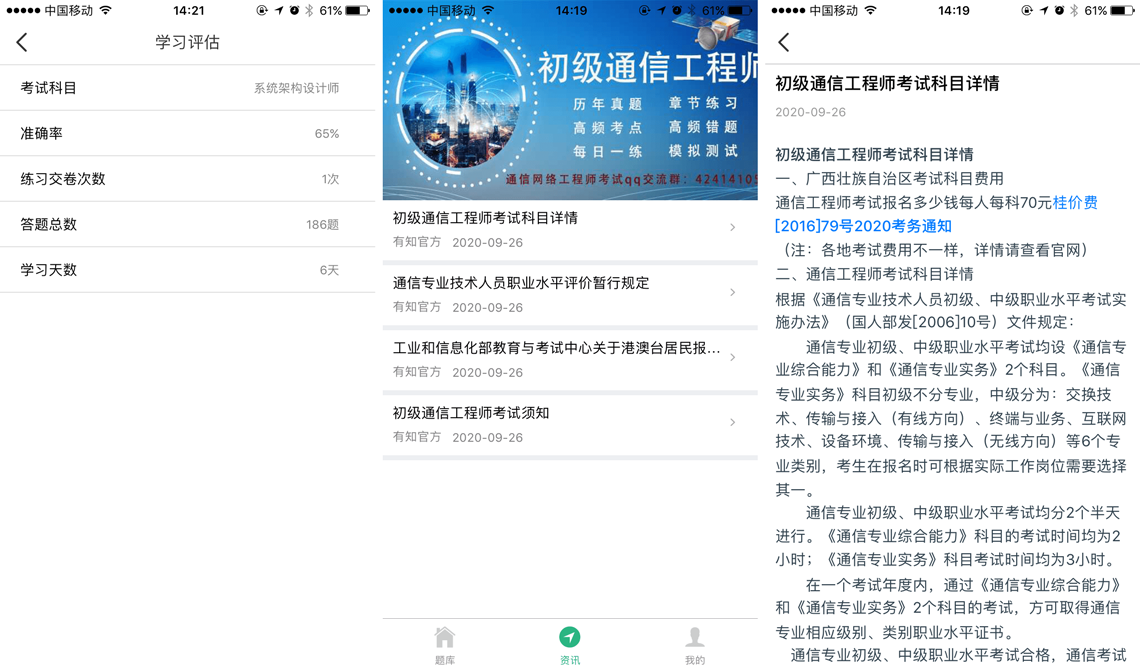 中国移动 14:21 61%
学习评估
考试科目 系统架构设计师
准确率 65%
练习交卷次数 1次
答题总数 186题
学习天数 6天
中国移动 14:19 61%
初级通信工程师
历年真题 章节练习
高频考点 高频错题
每日一练 模拟测试
通信网络工程师考试qq交流群：42414105
初级通信工程师考试科目详情
有知官方 2020-09-26
通信专业技术人员职业水平评价暂行规定
有知官方 2020-09-26
工业和信息化部教育与考试中心关于港澳台居民报...
有知官方 2020-09-26
初级通信工程师考试须知
有知官方 2020-09-26
题库 资讯 我的
中国移动 14:19 61%
初级通信工程师考试科目详情
2020-09-26
初级通信工程师考试科目详情
一、广西壮族自治区考试科目费用
通信工程师考试报名多少钱每人每科70元桂价费
[2016]79号2020考务通知
（注：各地考试费用不一样，详情请查看官网）
二、通信工程师考试科目详情
根据《通信专业技术人员初级、中级职业水平考试实
施办法》（国人部发[2006]10号）文件规定：
通信专业初级、中级职业水平考试均设《通信专
业综合能力》和《通信专业实务》2个科目。《通信
专业实务》科目初级不分专业，中级分为：交换技
术、传输与接入（有线方向）、终端与业务、互联网
技术、设备环境、传输与接入（无线方向）等6个专
业类别，考生在报名时可根据实际工作岗位需要选择
其一。
通信专业初级、中级职业水平考试均分2个半天
进行。《通信专业综合能力》科目的考试时间均为2
小时；《通信专业实务》科目考试时间均为3小时。
在一个考试年度内，通过《通信专业综合能力》
和《通信专业实务》2个科目的考试，方可取得通信
专业相应级别、类别职业水平证书。
通信专业初级、中级职业水平考试合格，通信考试